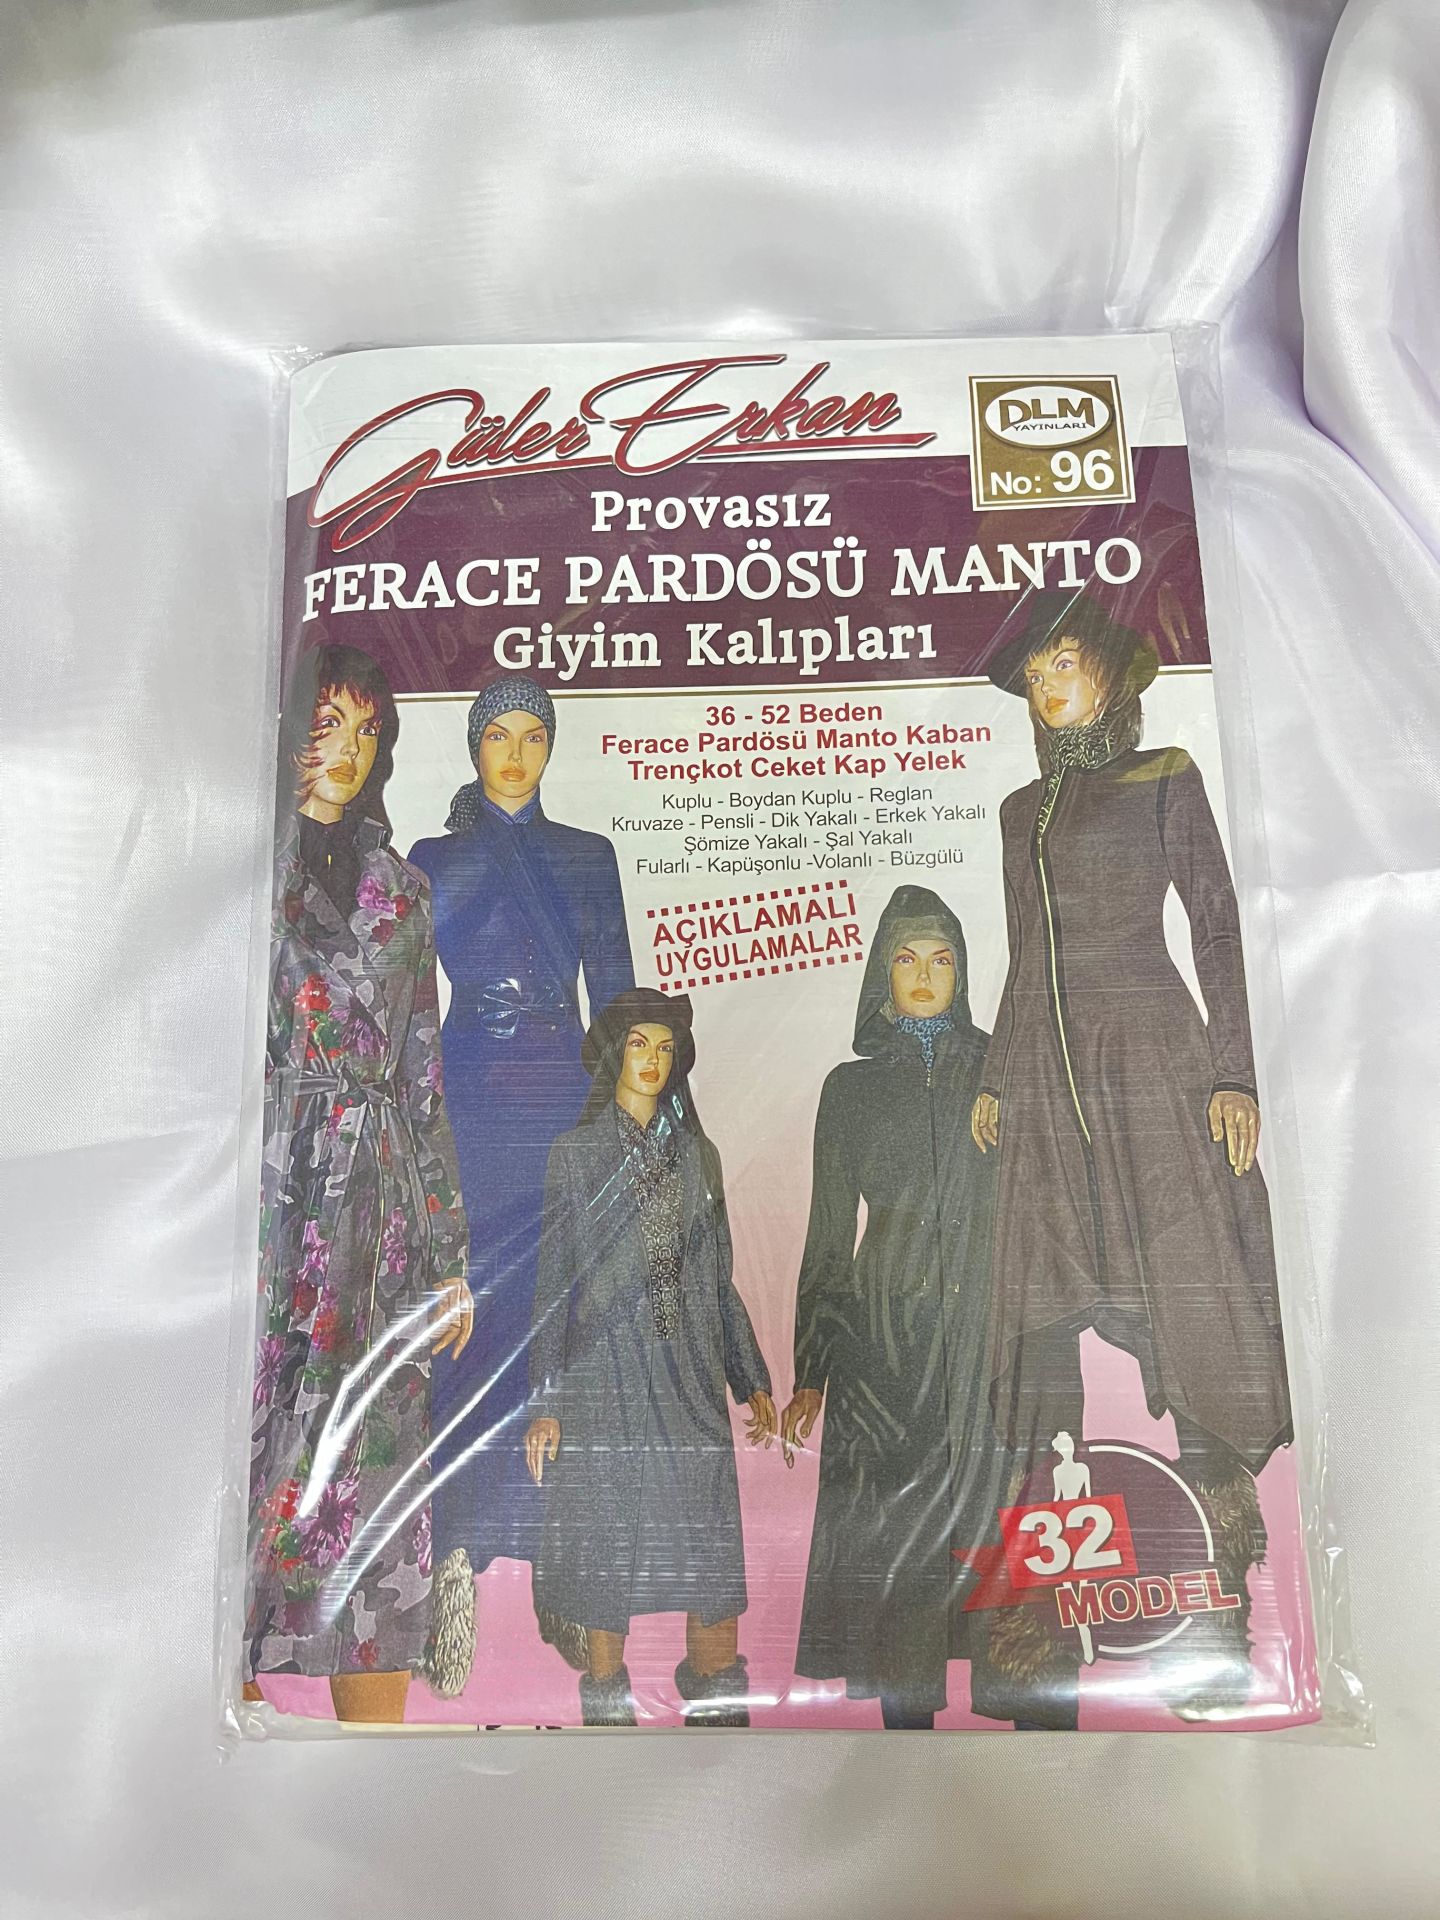 Güler Erkan
DLM
YAYINLARI
No: 96
Provasız
FERACE PARDÖSÜ MANTO
Giyim Kalıpları
36 - 52 Beden
Ferace Pardösü Manto Kaban
Trençkot Ceket Kap Yelek
Kuplu - Boydan Kuplu - Reglan
Kruvaze - Pensli - Dik Yakalı - Erkek Yakalı
Şömize Yakalı - Şal Yakalı
Fularlı - Kapüşonlu -Volanlı - Büzgülü
AÇIKLAMALI
UYGULAMALAR
32
MODEL